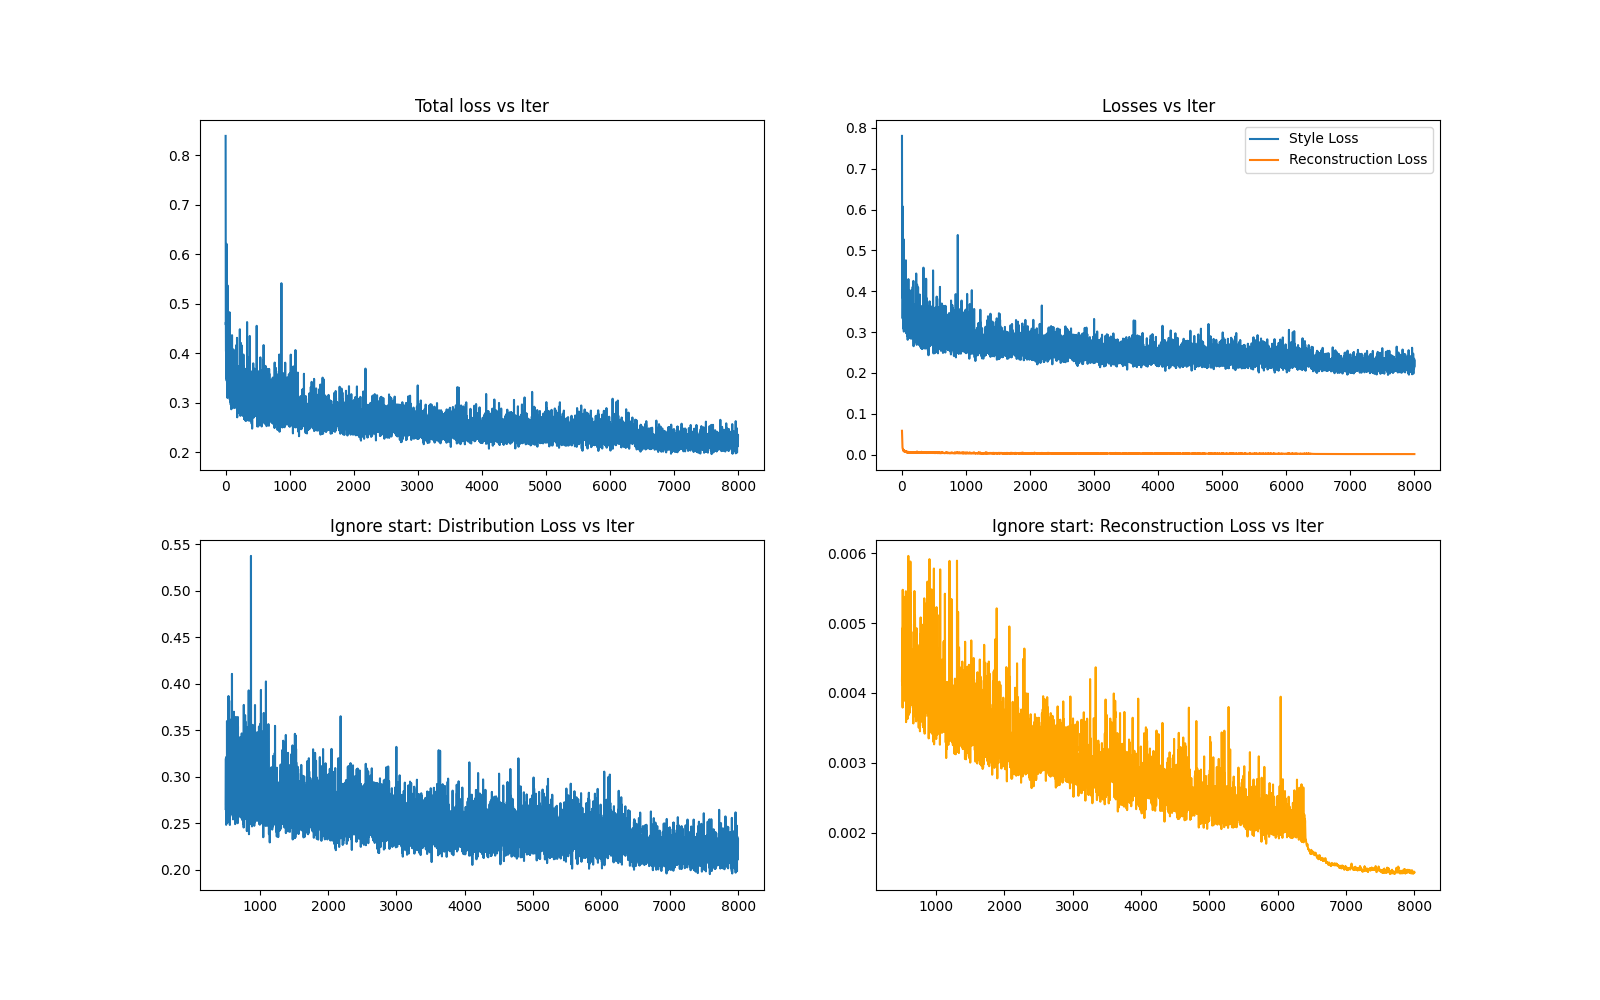 Total loss vs Iter
0.8
0.7
0.6
0.5
0.4
0.3
0.2
0 1000 2000 3000 4000 5000 6000 7000 8000
Losses vs Iter
Style Loss
Reconstruction Loss
0.8
0.7
0.6
0.5
0.4
0.3
0.2
0.1
0.0
0 1000 2000 3000 4000 5000 6000 7000 8000
Ignore start: Distribution Loss vs Iter
0.55
0.50
0.45
0.40
0.35
0.30
0.25
0.20
1000 2000 3000 4000 5000 6000 7000 8000
Ignore start: Reconstruction Loss vs Iter
0.006
0.005
0.004
0.003
0.002
1000 2000 3000 4000 5000 6000 7000 8000